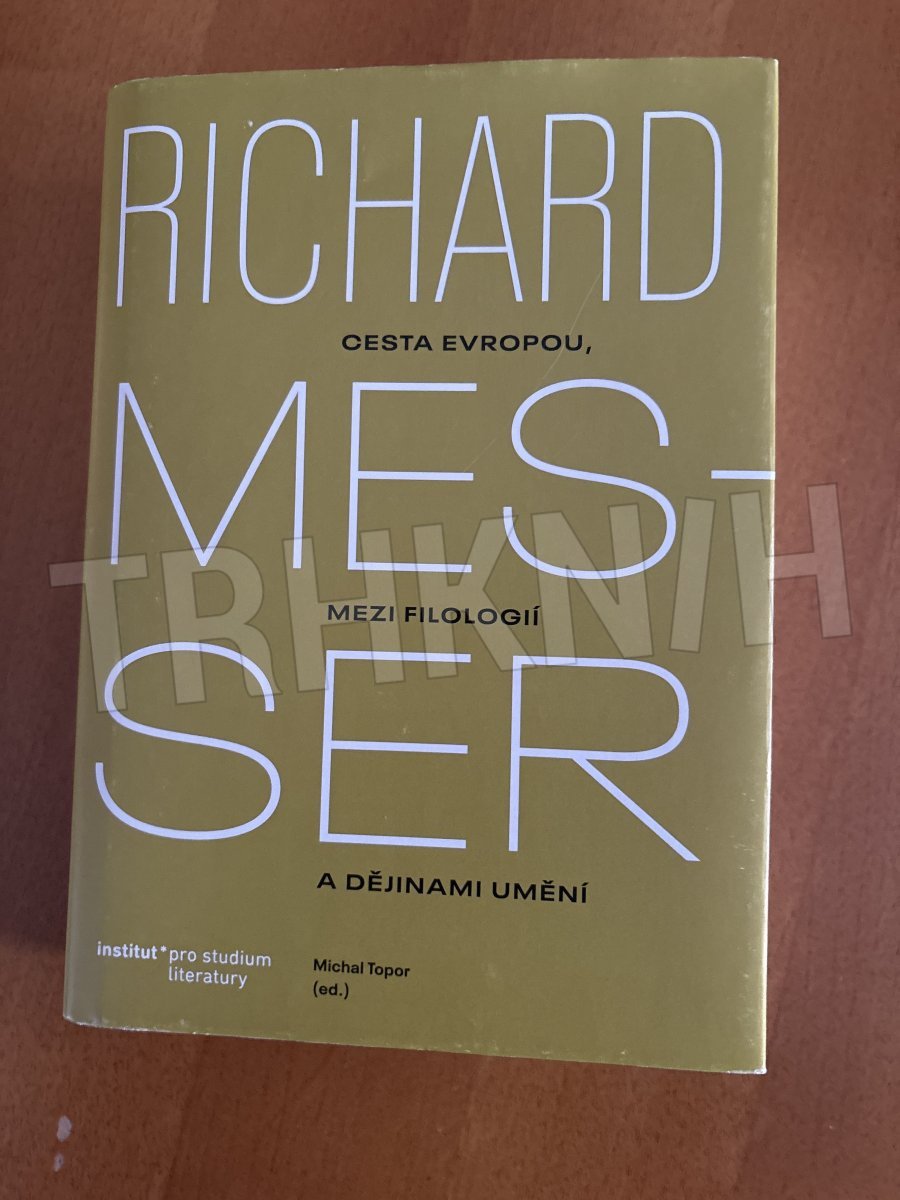 RICHARD
CESTA EVROPOU,
MES-
TRHKNIH
MEZI FILOLOGIÍ
SER
A DĚJINAMI UMĚNÍ
institut* pro studium
literatury
Michal Topor
(ed.)